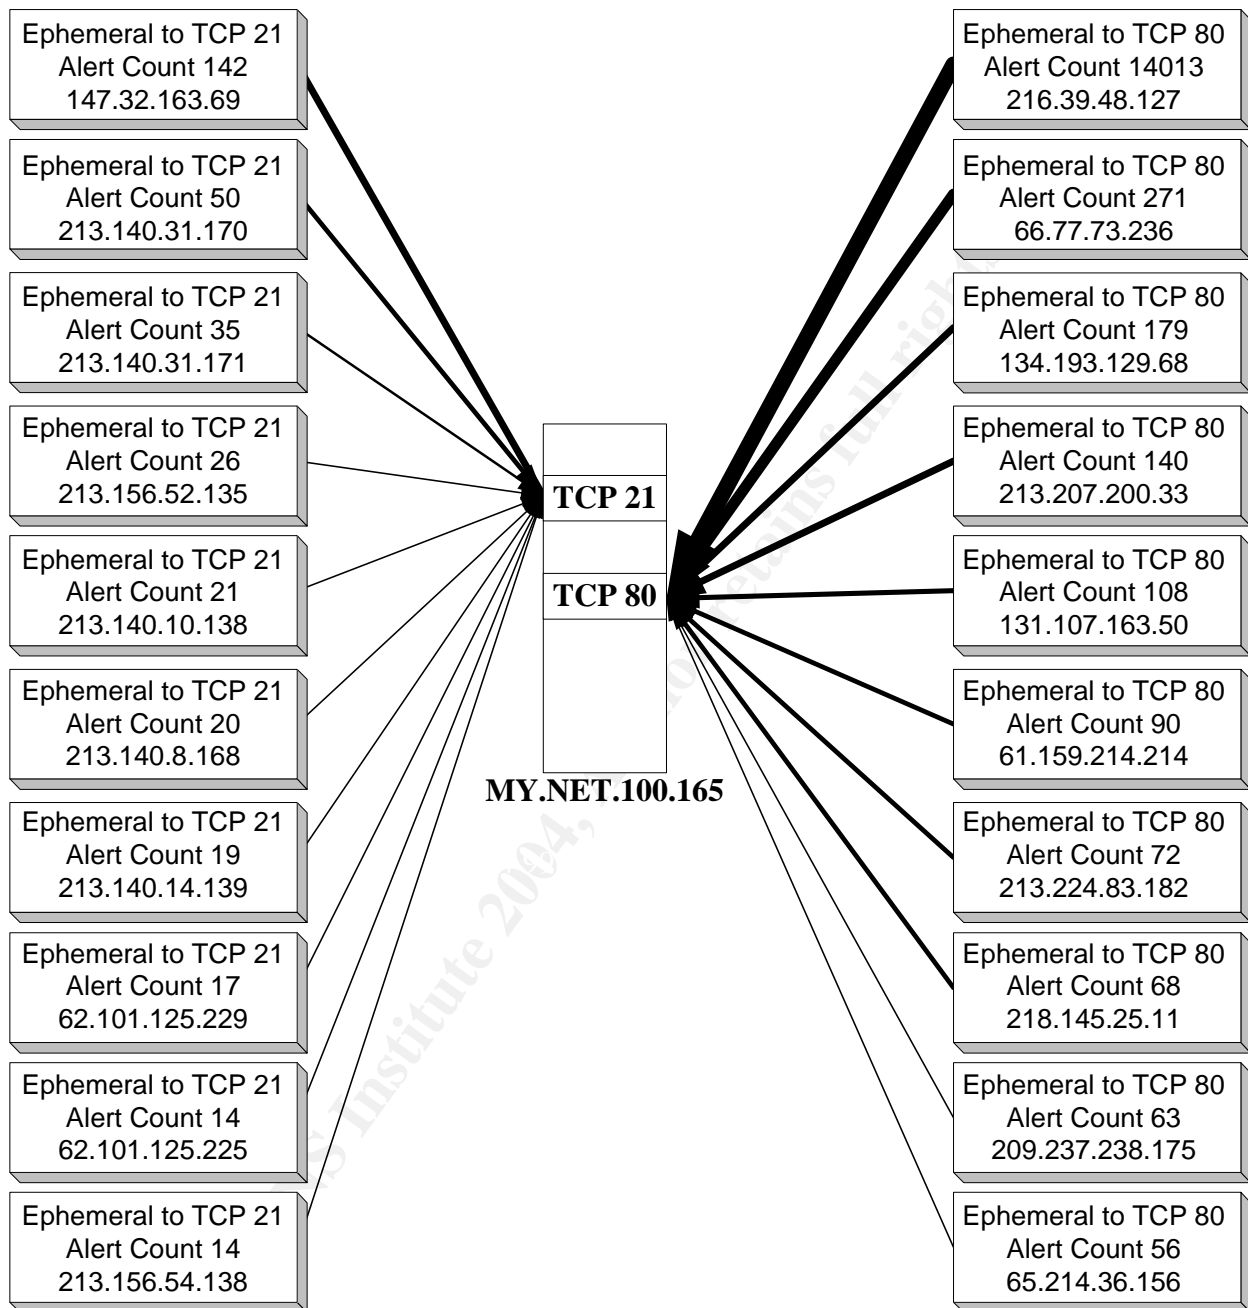 Ephemeral to TCP 21
Alert Count 142
147.32.163.69
Ephemeral to TCP 21
Alert Count 50
213.140.31.170
Ephemeral to TCP 21
Alert Count 35
213.140.31.171
Ephemeral to TCP 21
Alert Count 26
213.156.52.135
Ephemeral to TCP 21
Alert Count 21
213.140.10.138
Ephemeral to TCP 21
Alert Count 20
213.140.8.168
Ephemeral to TCP 21
Alert Count 19
213.140.14.139
Ephemeral to TCP 21
Alert Count 17
62.101.125.229
Ephemeral to TCP 21
Alert Count 14
62.101.125.225
Ephemeral to TCP 21
Alert Count 14
213.156.54.138
TCP 21
TCP 80
MY.NET.100.165
Ephemeral to TCP 80
Alert Count 14013
216.39.48.127
Ephemeral to TCP 80
Alert Count 271
66.77.73.236
Ephemeral to TCP 80
Alert Count 179
134.193.129.68
Ephemeral to TCP 80
Alert Count 140
213.207.200.33
Ephemeral to TCP 80
Alert Count 108
131.107.163.50
Ephemeral to TCP 80
Alert Count 90
61.159.214.214
Ephemeral to TCP 80
Alert Count 72
213.224.83.182
Ephemeral to TCP 80
Alert Count 68
218.145.25.11
Ephemeral to TCP 80
Alert Count 63
209.237.238.175
Ephemeral to TCP 80
Alert Count 56
65.214.36.156
Institute 2004, retains full